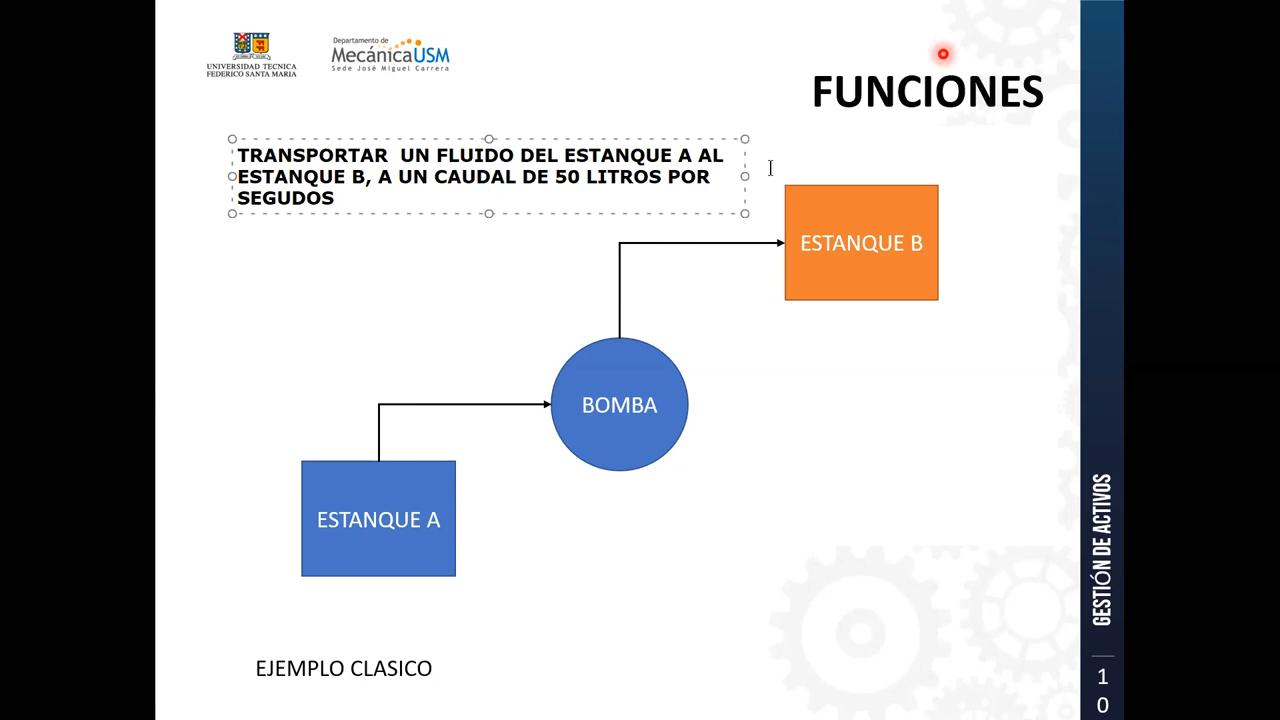 UNIVERSIDAD TECNICA
FEDERICO SANTA MARIA
Departamento de
MecánicaUSM
Sede José Miguel Carrera
FUNCIONES
TRANSPORTAR UN FLUIDO DEL ESTANQUE A AL
ESTANQUE B, A UN CAUDAL DE 50 LITROS POR
SEGUDOS
ESTANQUE B
BOMBA
ESTANQUE A
EJEMPLO CLASICO
GESTIÓN DE ACTIVOS
1
0